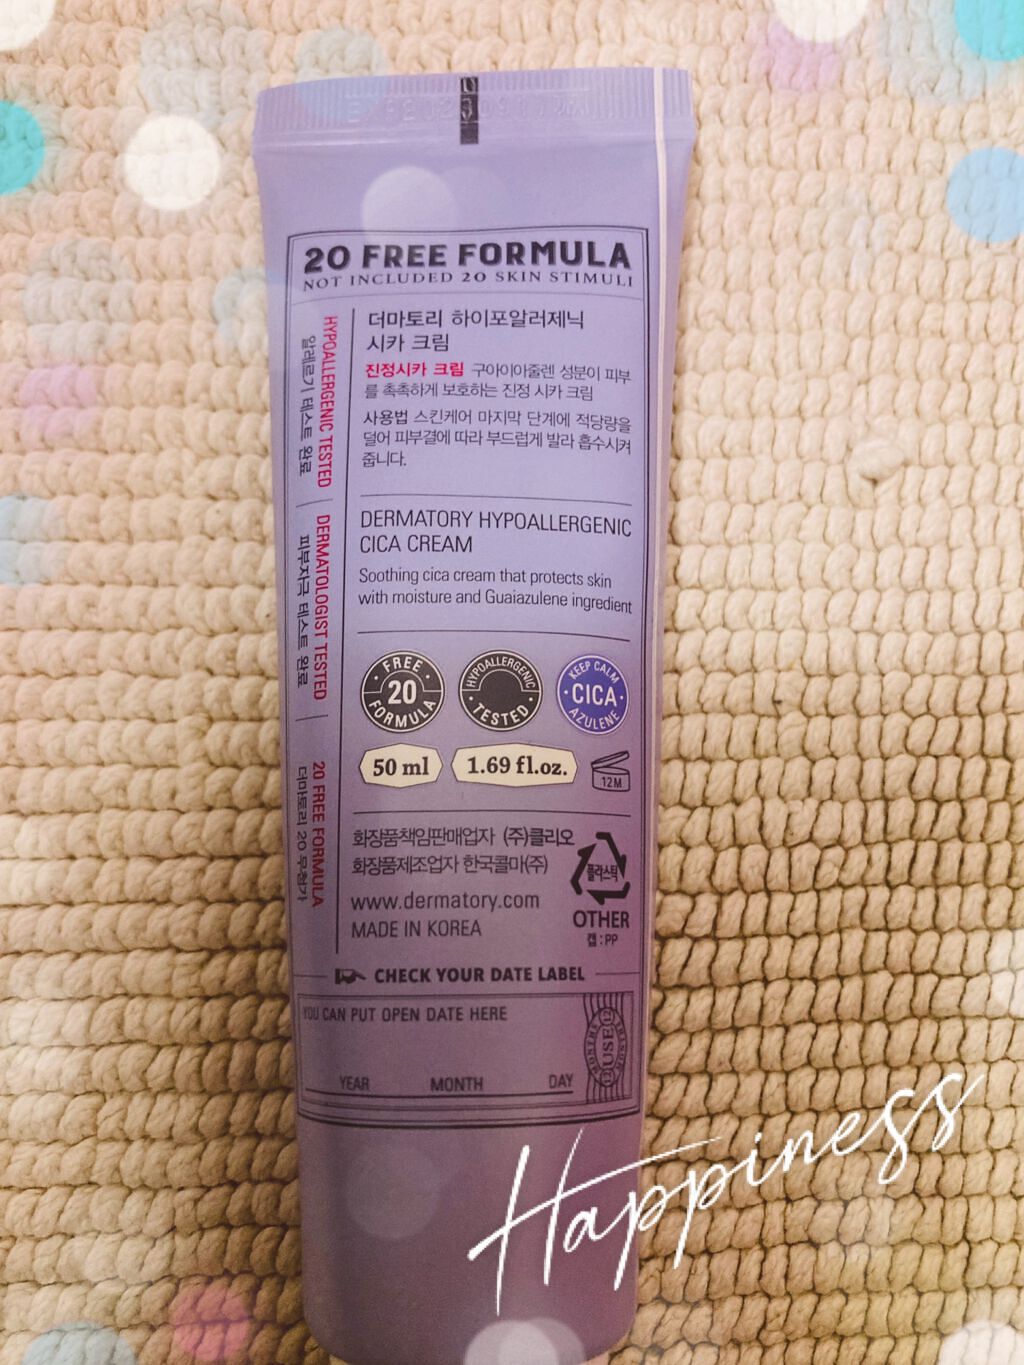 20 FREE FORMULA
NOT INCLUDED 20 SKIN STIMULI
HYPOALLERGENIC TESTED
알레르기 테스트 완료
DERMATOLOGIST TESTED
피부자극 테스트 완료
20 FREE FORMULA
더마토리 20 무첨가
더마토리 하이포알러제닉
시카 크림
진정시카 크림 구아이아줄렌 성분이 피부
를 촉촉하게 보호하는 진정 시카 크림
사용법 스킨케어 마지막 단계에 적당량을
덜어 피부결에 따라 부드럽게 발라 흡수시켜
줍니다.
DERMATORY HYPOALLERGENIC
CICA CREAM
Soothing cica cream that protects skin
with moisture and Guaiazulene ingredient
FREE
20
FORMULA
HYPOALLERGENIC
TESTED
KEEP CALM
CICA
AZULENE
50 ml
1.69 fl.oz.
12M
화장품책임판매업자 (주)클리오
화장품제조업자 한국콜마(주)
플라스틱
OTHER
캡 : PP
www.dermatory.com
MADE IN KOREA
CHECK YOUR DATE LABEL
YOU CAN PUT OPEN DATE HERE
YEAR MONTH DAY
Happiness